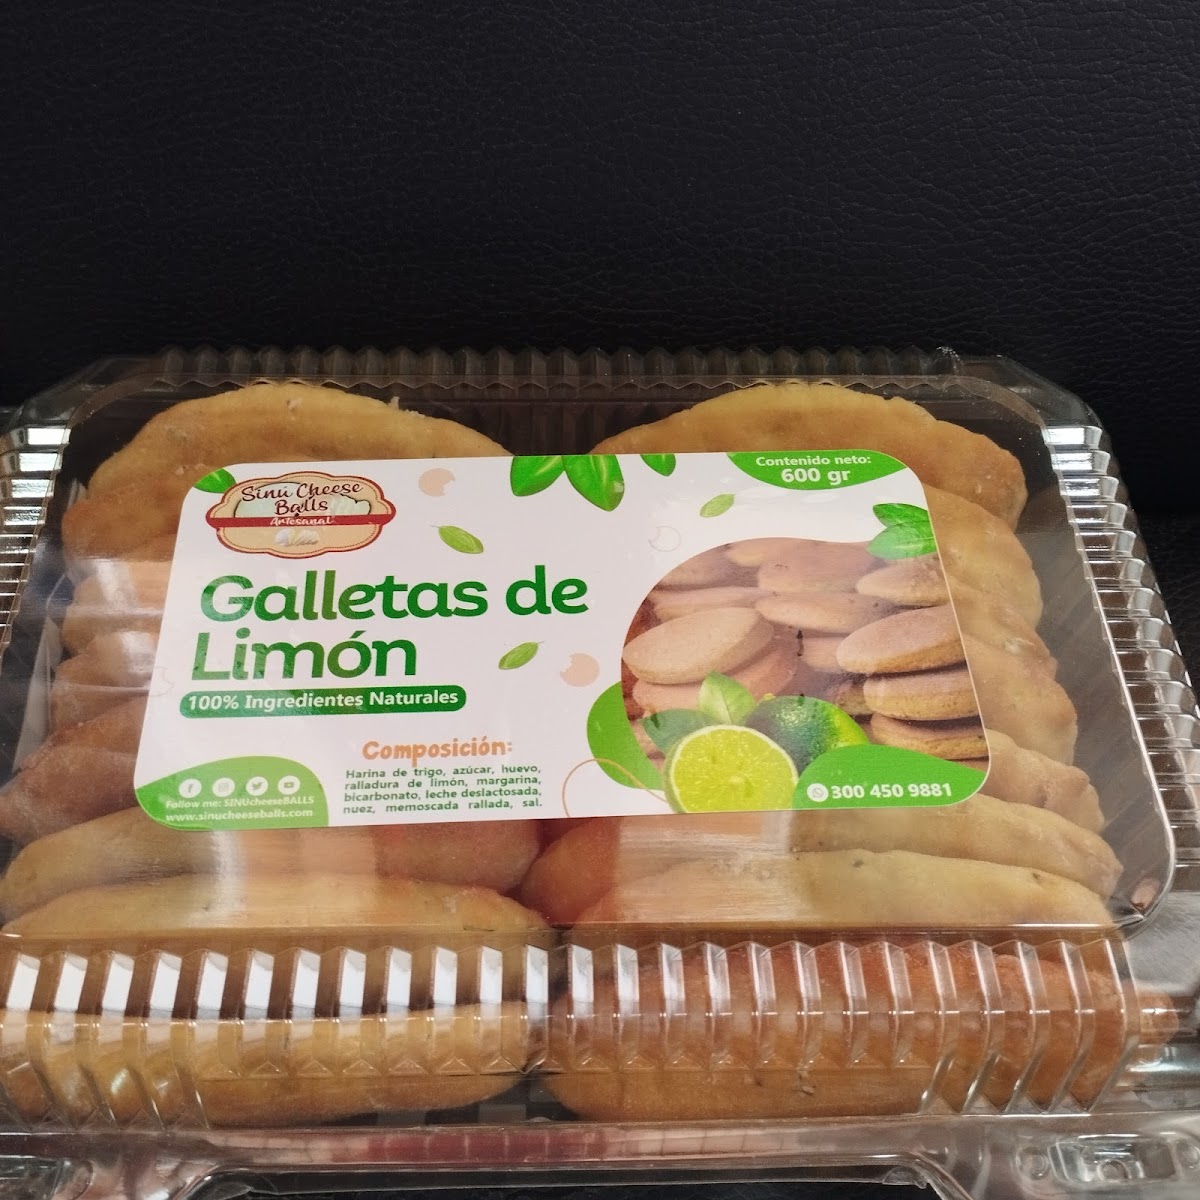 Sinú Cheese
Balls
Artesanal
Contenido neto:
600 gr
Galletas de
Limón
100% Ingredientes Naturales
Composición:
Harina de trigo, azúcar, huevo,
ralladura de limón, margarina,
bicarbonato, leche deslactosada,
nuez, memoscada rallada, sal.
Follow me: SINUcheeseBALLS
www.sinucheeseballs.com
300 450 9881